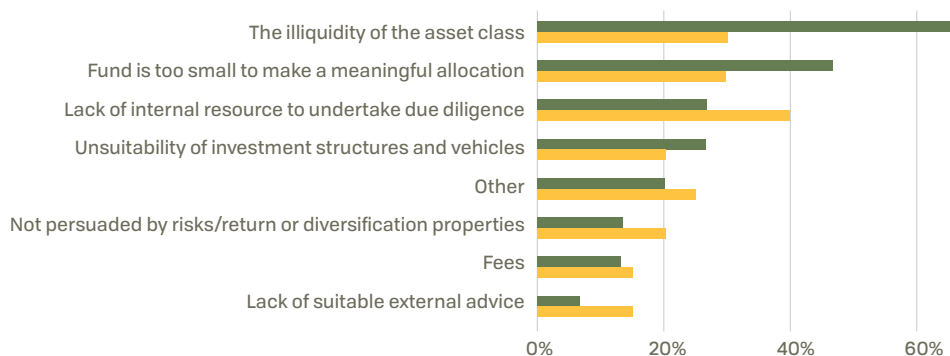 The illiquidity of the asset class
Fund is too small to make a meaningful allocation
Lack of internal resource to undertake due diligence
Unsuitability of investment structures and vehicles
Other
Not persuaded by risks/return or diversification properties
Fees
Lack of suitable external advice
0% 20% 40% 60%